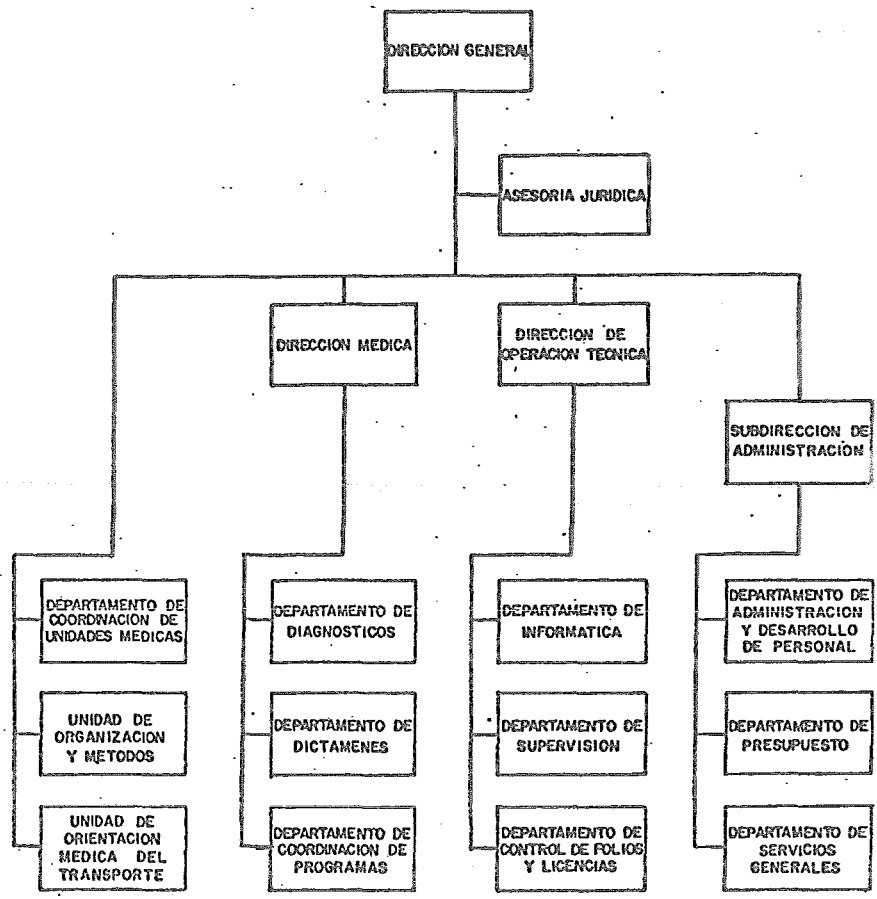 DIRECCION GENERAL
ASESORIA JURIDICA
DIRECCION MEDICA
DIRECCION DE
OPERACION TECNICA
SUBDIRECCION DE
ADMINISTRACIÓN
DEPARTAMENTO DE
COORDINACION DE
UNIDADES MEDICAS
DEPARTAMENTO DE
DIAGNOSTICOS
DEPARTAMENTO DE
INFORMATICA
DEPARTAMENTO DE
ADMINISTRACION
Y DESARROLLO
DE PERSONAL
UNIDAD DE
ORGANIZACION
Y METODOS
DEPARTAMENTO DE
DICTAMENES
DEPARTAMENTO DE
SUPERVISION
DEPARTAMENTO DE
PRESUPUESTO
UNIDAD DE
ORIENTACION
MEDICA DEL
TRANSPORTE
DEPARTAMENTO DE
COORDINACION DE
PROGRAMAS
DEPARTAMENTO DE
CONTROL DE FOLIOS
Y LICENCIAS
DEPARTAMENTO DE
SERVICIOS
GENERALES